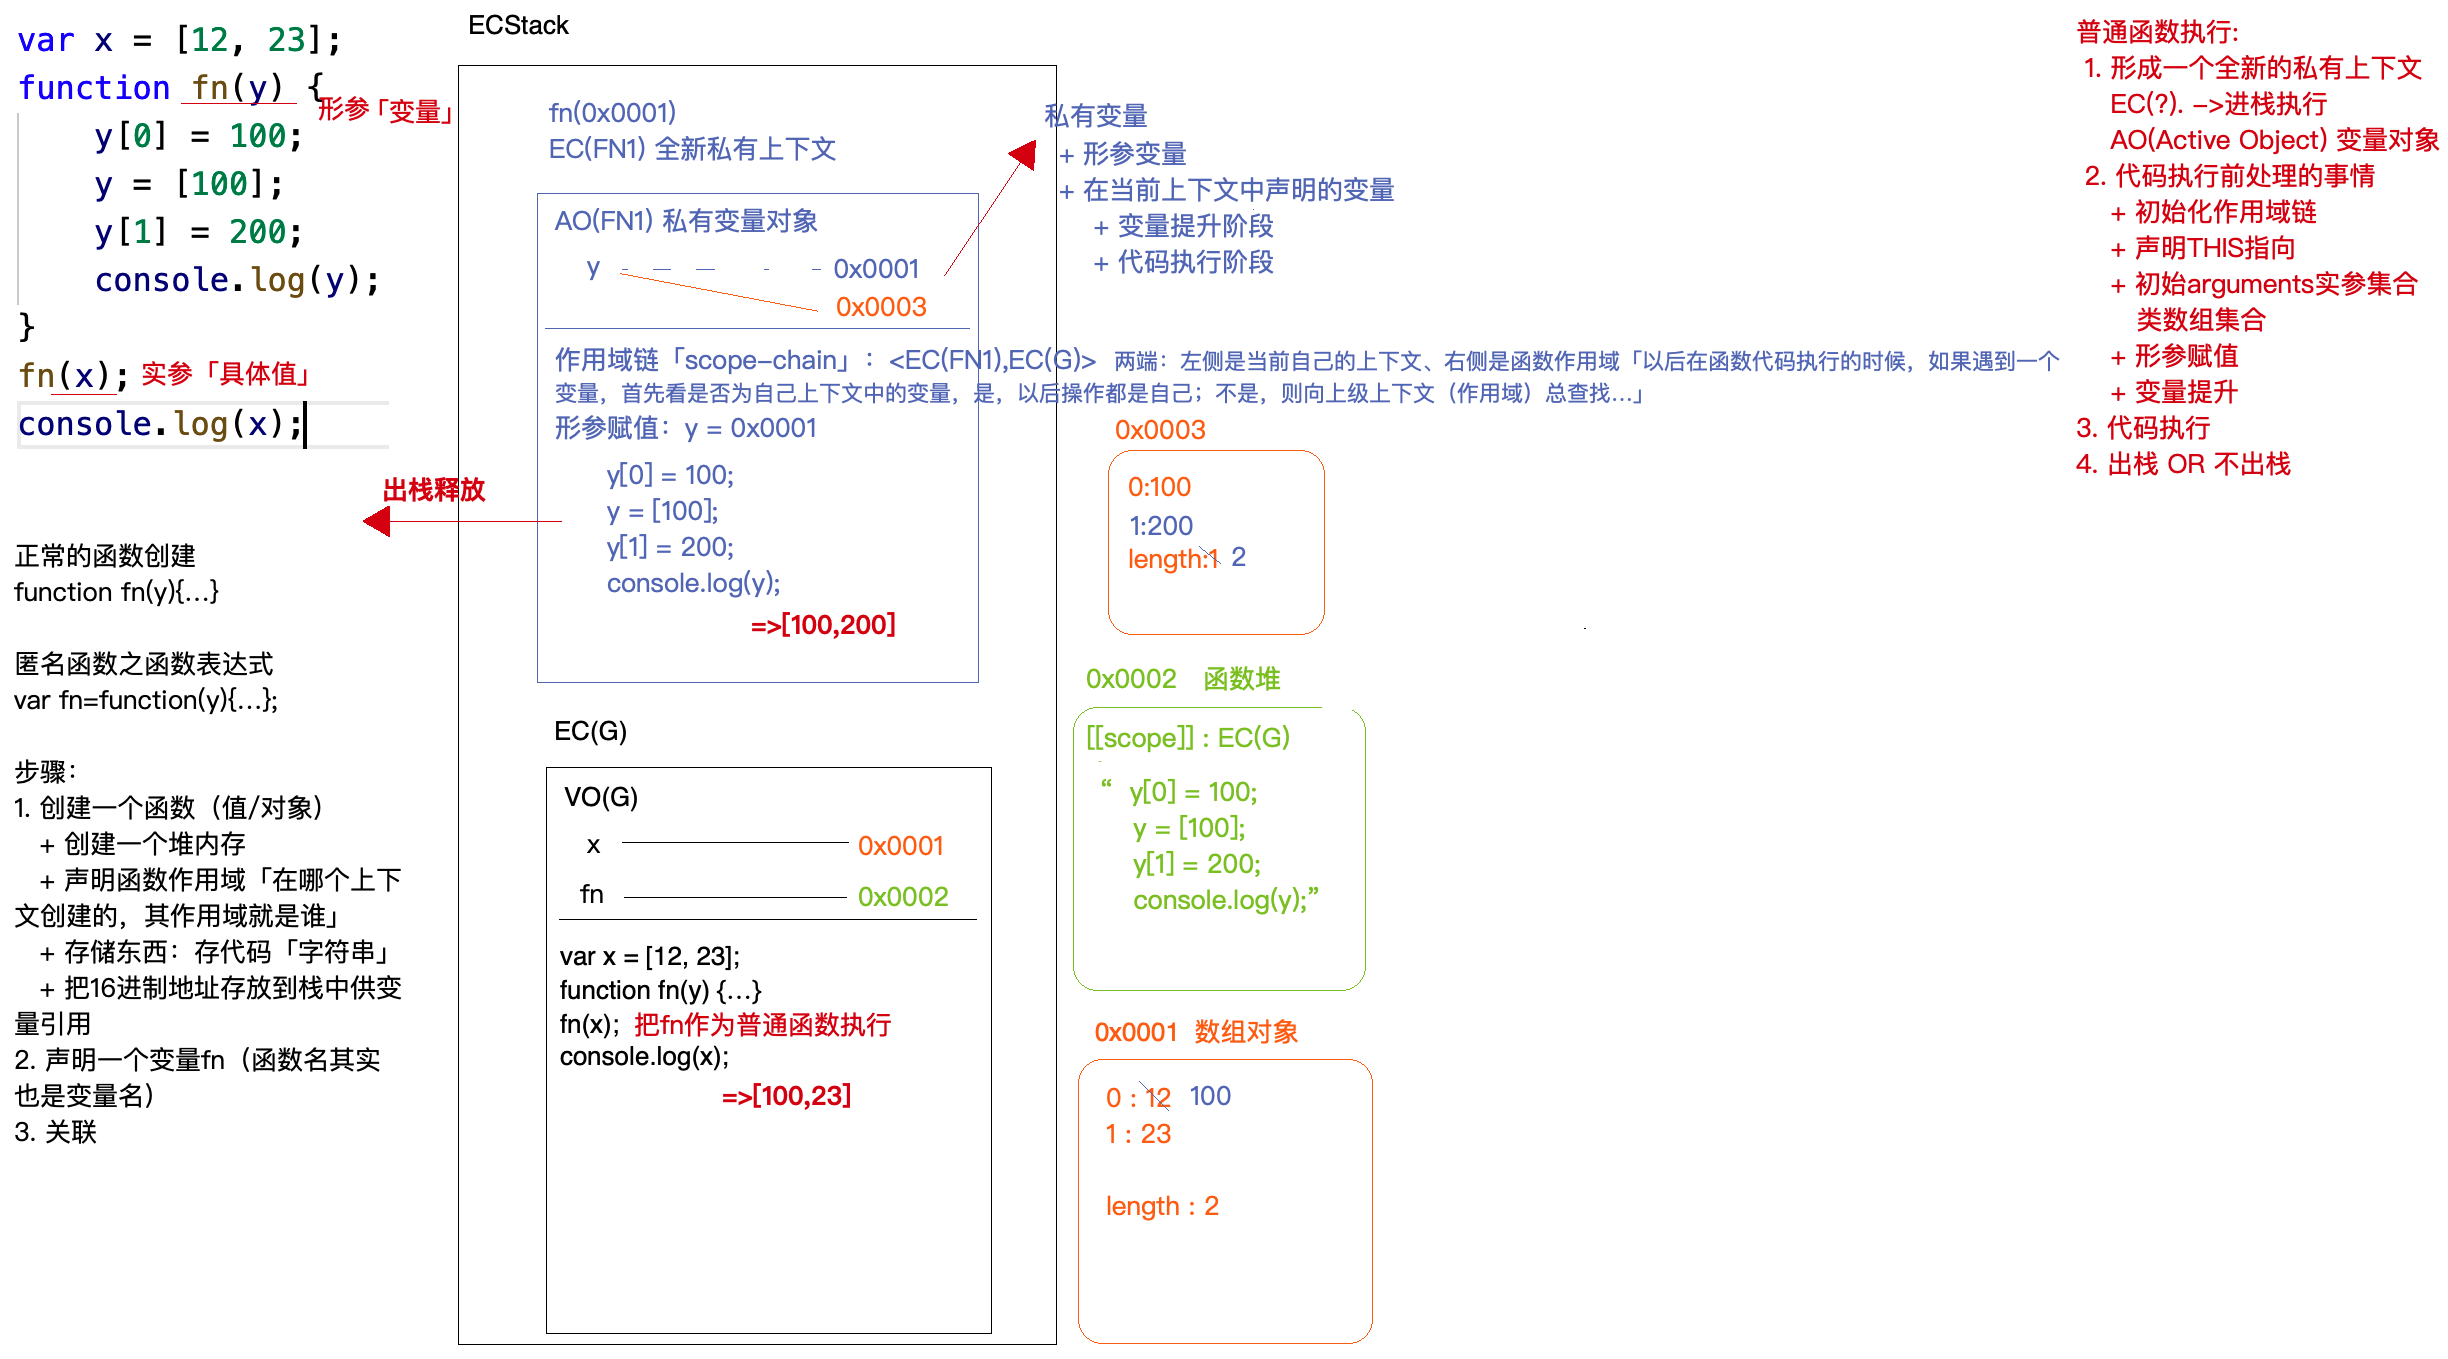 var x = [12, 23];
function fn(y) {
形参「变量」
y[0] = 100;
y = [100];
y[1] = 200;
console.log(y);
}
fn(x); 实参「具体值」
console.log(x);
出栈释放
正常的函数创建
function fn(y){...}
匿名函数之函数表达式
var fn=function(y){...};
步骤：
1. 创建一个函数（值/对象）
+ 创建一个堆内存
+ 声明函数作用域「在哪个上下
文创建的，其作用域就是谁」
+ 存储东西：存代码「字符串」
+ 把16进制地址存放到栈中供变
量引用
2. 声明一个变量fn（函数名其实
也是变量名）
3. 关联
ECStack
fn(0x0001)
EC(FN1) 全新私有上下文
AO(FN1) 私有变量对象
y 0x0001
0x0003
作用域链「scope-chain」：<EC(FN1),EC(G)> 两端：左侧是当前自己的上下文、右侧是函数作用域「以后在函数代码执行的时候，如果遇到一个
变量，首先看是否为自己上下文中的变量，是，以后操作都是自己；不是，则向上级上下文（作用域）总查找...」
形参赋值：y = 0x0001
y[0] = 100;
y = [100];
y[1] = 200;
console.log(y);
=>[100,200]
EC(G)
VO(G)
x 0x0001
fn 0x0002
var x = [12, 23];
function fn(y) {...}
fn(x); 把fn作为普通函数执行
console.log(x);
=>[100,23]
私有变量
+ 形参变量
+ 在当前上下文中声明的变量
+ 变量提升阶段
+ 代码执行阶段
0x0003
0:100
1:200
length:1 2
0x0002 函数堆
[[scope]] : EC(G)
“ y[0] = 100;
y = [100];
y[1] = 200;
console.log(y);”
0x0001 数组对象
0 : 12 100
1 : 23
length : 2
普通函数执行:
1. 形成一个全新的私有上下文
EC(?). ->进栈执行
AO(Active Object) 变量对象
2. 代码执行前处理的事情
+ 初始化作用域链
+ 声明THIS指向
+ 初始arguments实参集合
类数组集合
+ 形参赋值
+ 变量提升
3. 代码执行
4. 出栈 OR 不出栈